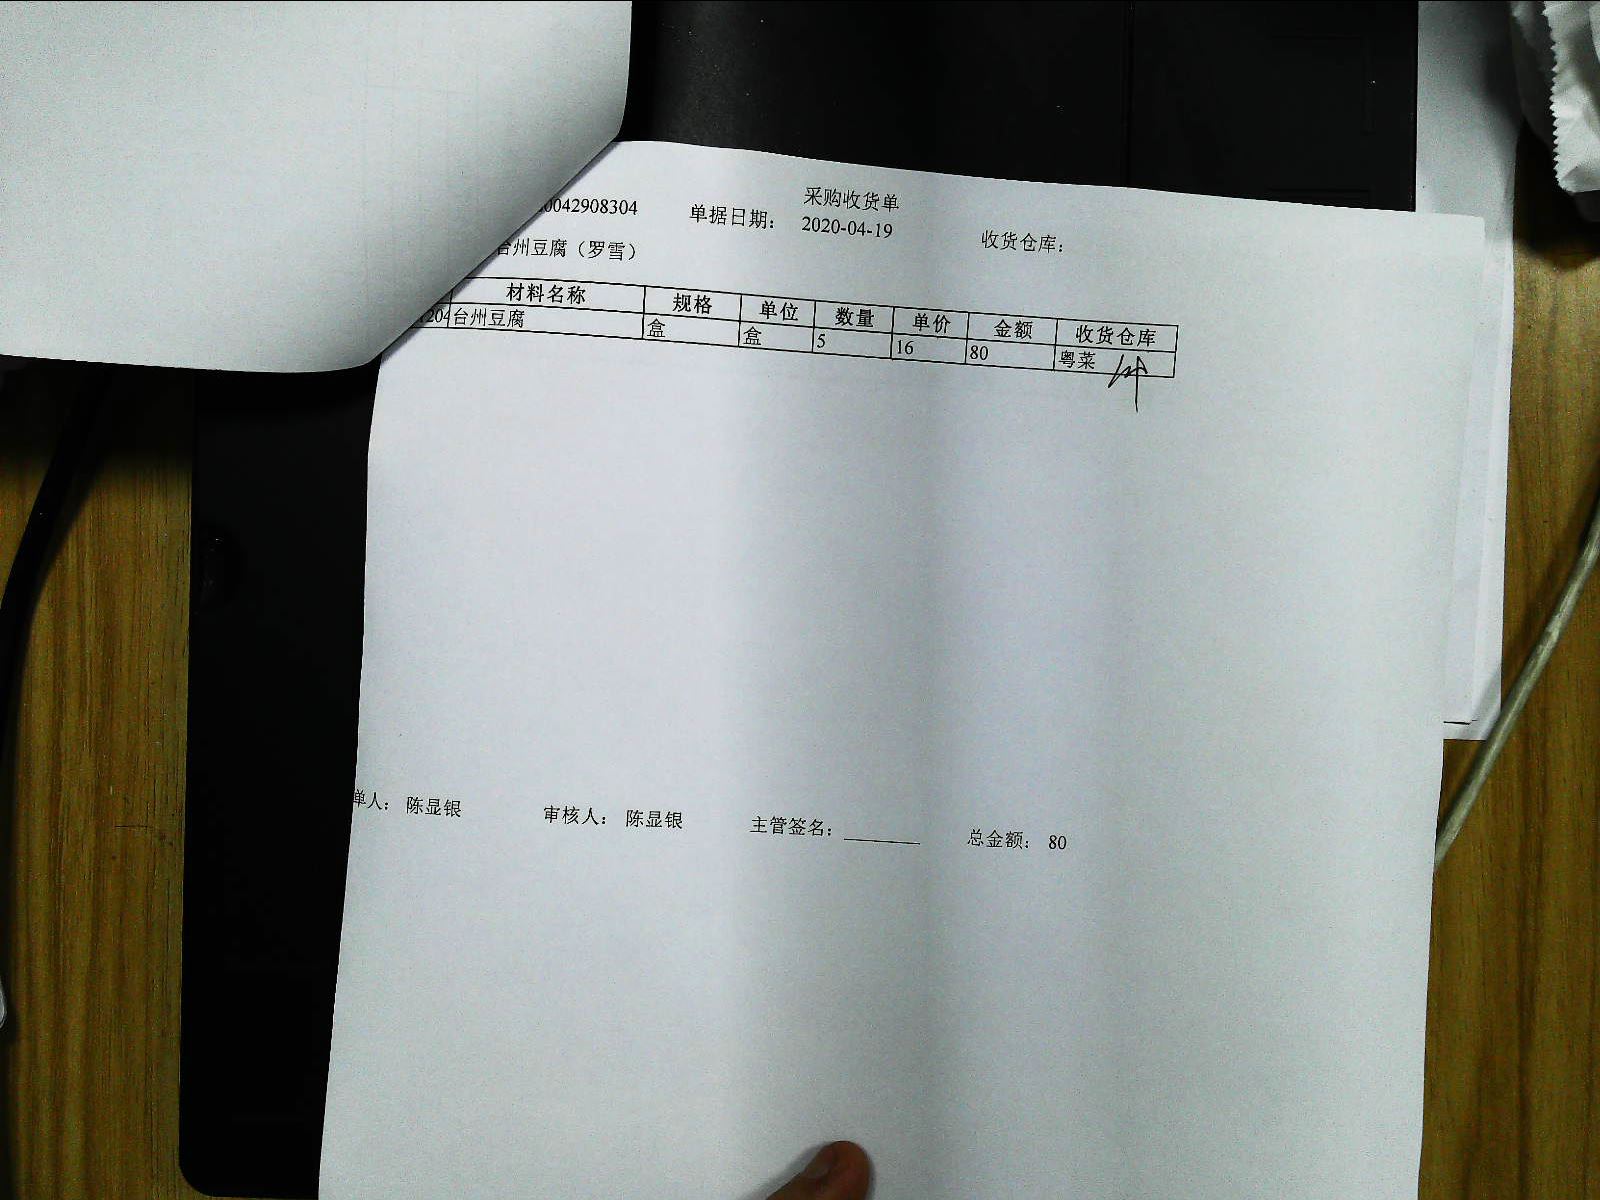 采购收货单
0042908304 单据日期： 2020-04-19 收货仓库：
台州豆腐（罗雪）
材料名称 规格 单位 数量 单价 金额 收货仓库
1204 台州豆腐 盒 盒 5 16 80 粤菜
单人： 陈显银 审核人： 陈显银 主管签名： 总金额： 80